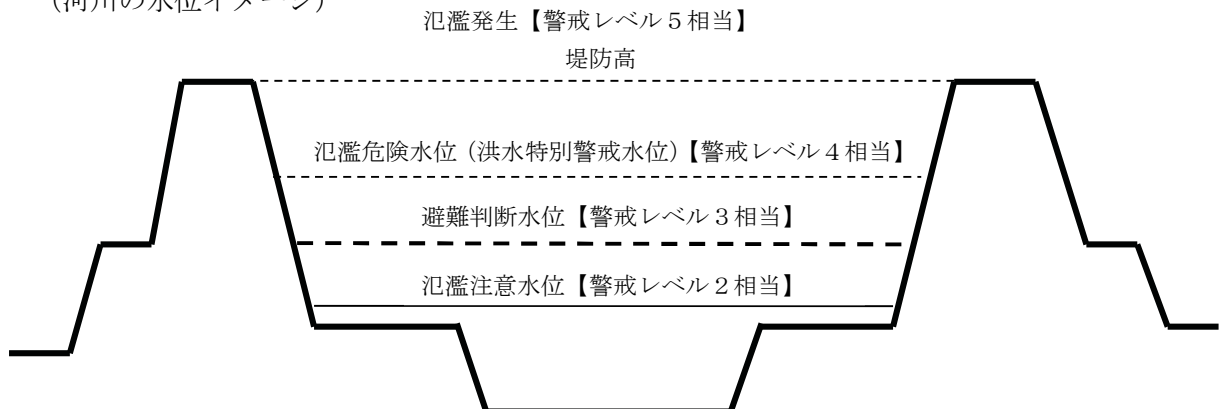 (河川の水位イメージ)
氾濫発生【警戒レベル５相当】
堤防高
氾濫危険水位（洪水特別警戒水位）【警戒レベル４相当】
避難判断水位【警戒レベル３相当】
氾濫注意水位【警戒レベル２相当】